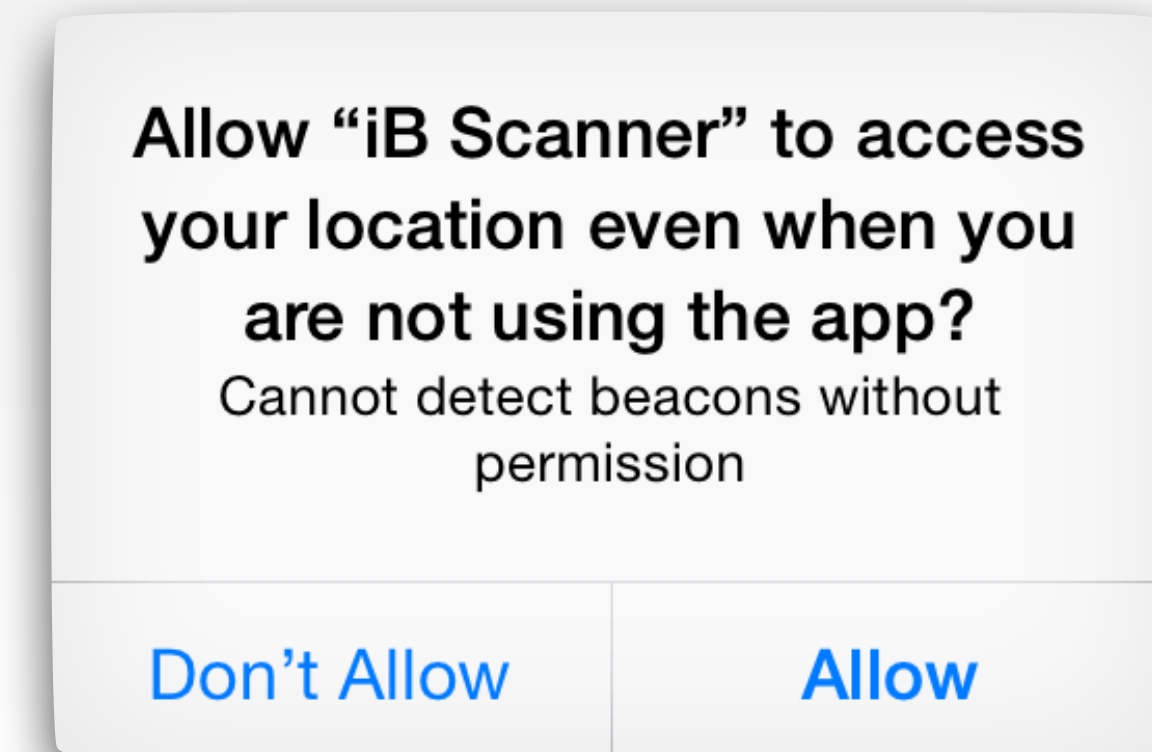 Allow “iB Scanner” to access
your location even when you
are not using the app?
Cannot detect beacons without
permission
Don’t Allow
Allow